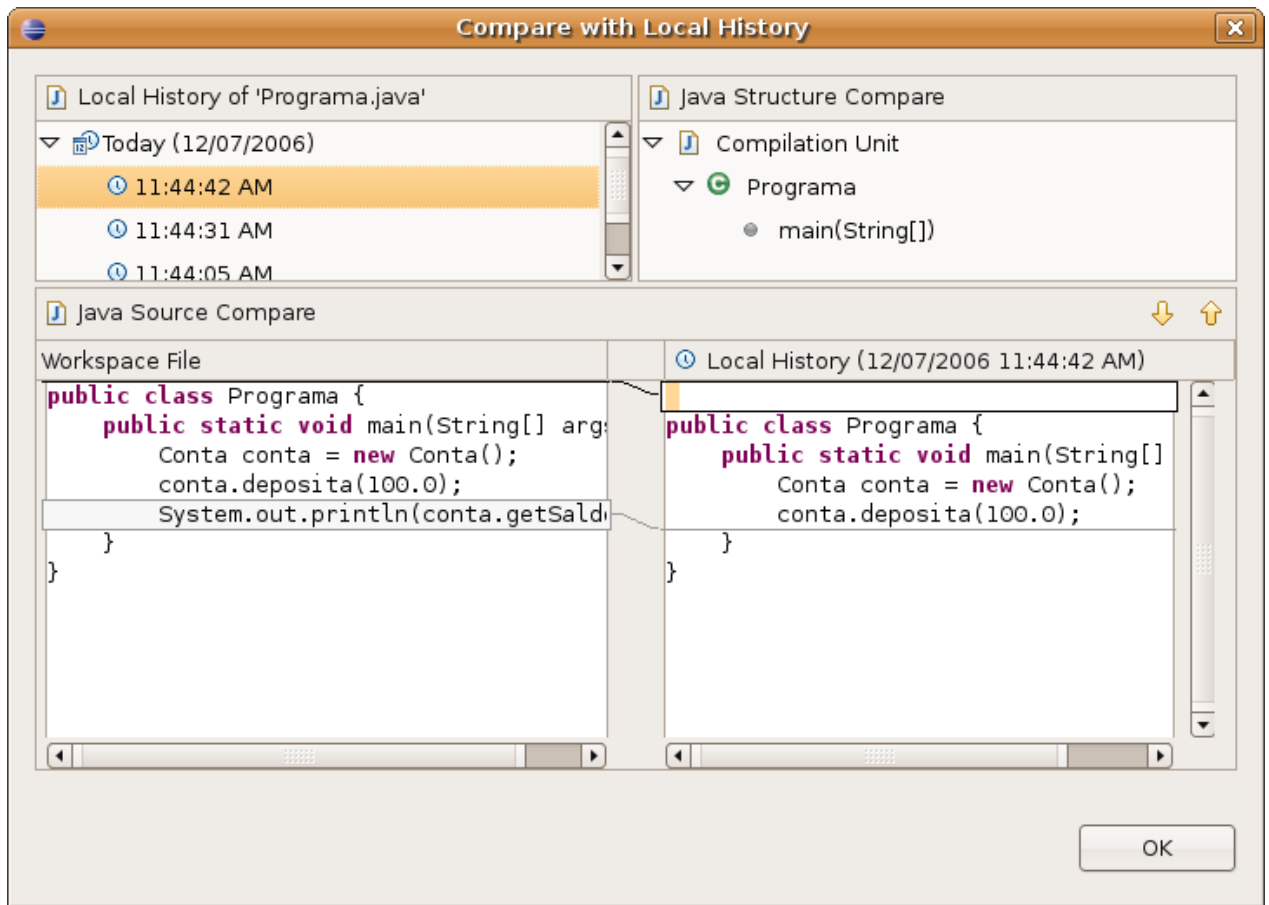 Compare with Local History
Local History of 'Programa.java'
Today (12/07/2006)
11:44:42 AM
11:44:31 AM
11:44:05 AM
Java Structure Compare
Compilation Unit
Programa
main(String[])
Java Source Compare
Workspace File
public class Programa {
public static void main(String[] args
Conta conta = new Conta();
conta.deposita(100.0);
System.out.println(conta.getSaldo
}
}
Local History (12/07/2006 11:44:42 AM)
public class Programa {
public static void main(String[]
Conta conta = new Conta();
conta.deposita(100.0);
}
}
OK